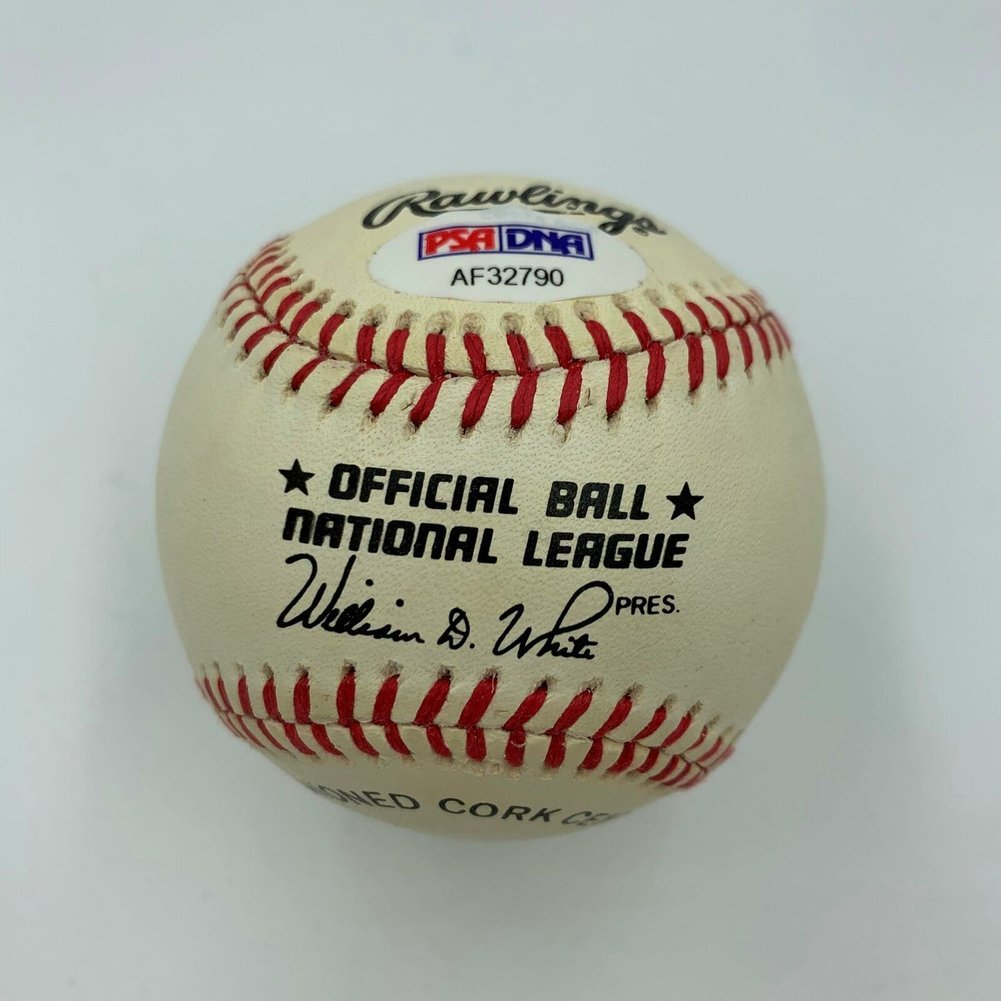 Rawlings
PSA DNA
AF32790
★ OFFICIAL BALL ★
NATIONAL LEAGUE
William D. White PRES.
CORK